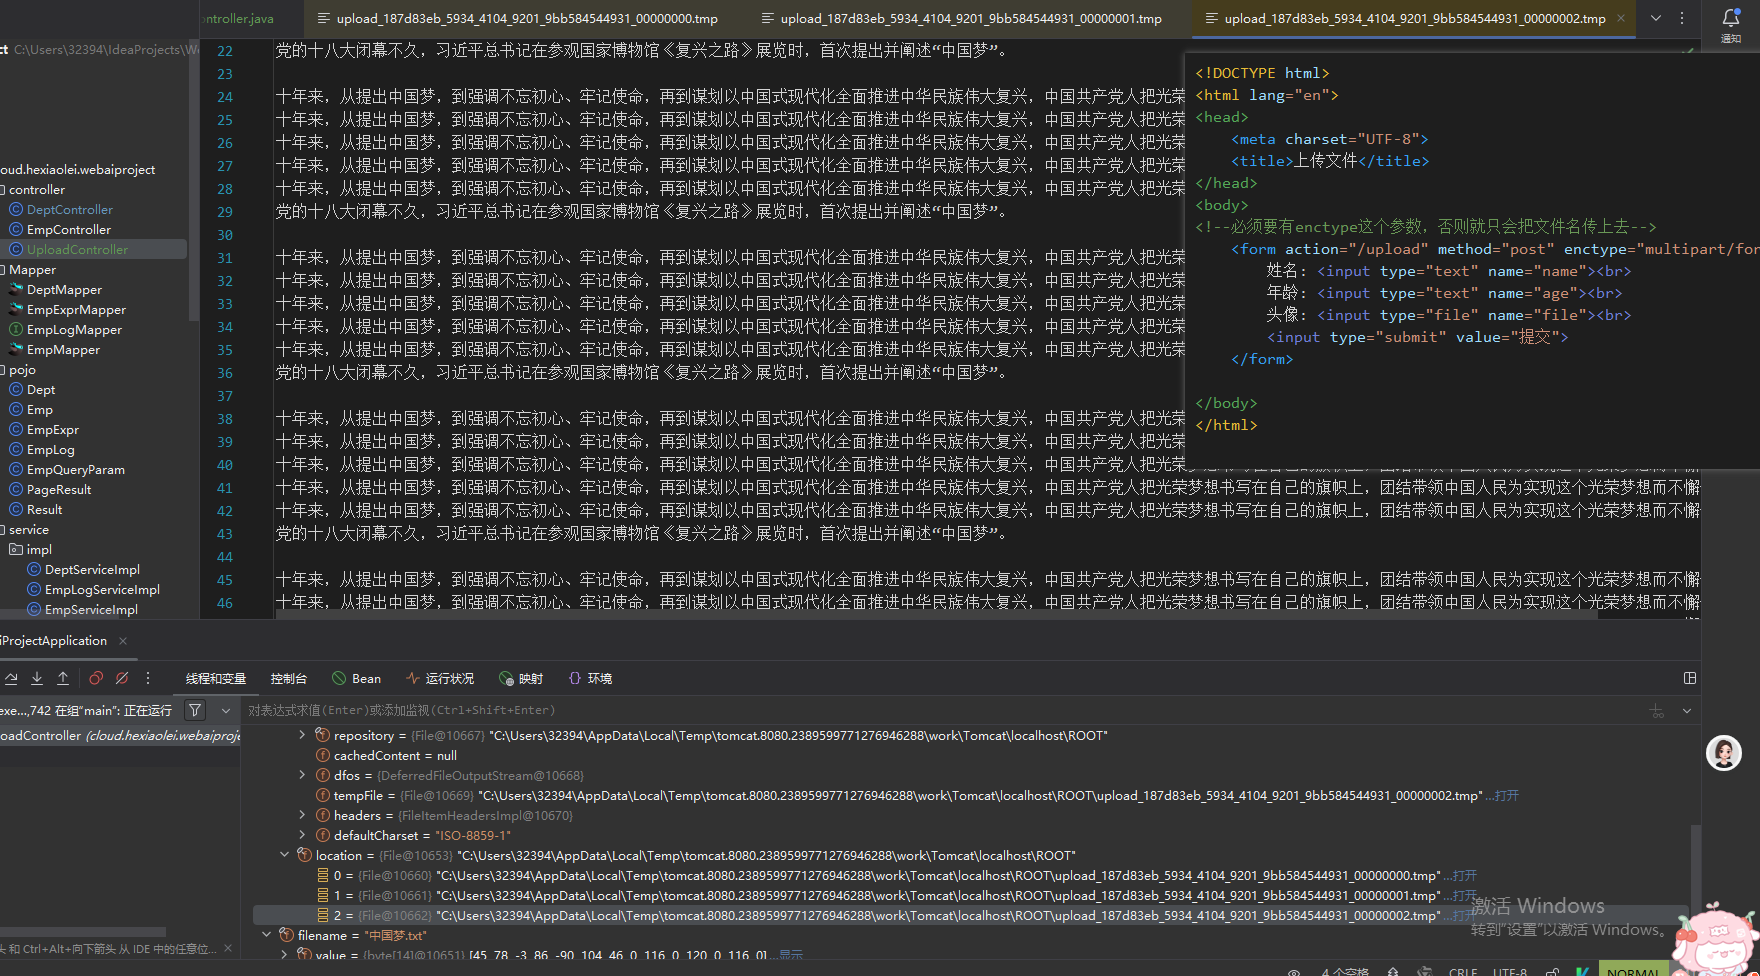 ontroller.java
upload_187d83eb_5934_4104_9201_9bb584544931_00000000.tmp
upload_187d83eb_5934_4104_9201_9bb584544931_00000001.tmp
upload_187d83eb_5934_4104_9201_9bb584544931_00000002.tmp
通知
ct C:\Users\32394\IdeaProjects\W
oud.hexiaolei.webaiproject
controller
DeptController
EmpController
UploadController
Mapper
DeptMapper
EmpExprMapper
EmpLogMapper
EmpMapper
pojo
Dept
Emp
EmpExpr
EmpLog
EmpQueryParam
PageResult
Result
service
impl
DeptServiceImpl
EmpLogServiceImpl
EmpServiceImpl
22 党的十八大闭幕不久，习近平总书记在参观国家博物馆《复兴之路》展览时，首次提出并阐述“中国梦”。
23
24 十年来，从提出中国梦，到强调不忘初心、牢记使命，再到谋划以中国式现代化全面推进中华民族伟大复兴，中国共产党人把光荣
25 十年来，从提出中国梦，到强调不忘初心、牢记使命，再到谋划以中国式现代化全面推进中华民族伟大复兴，中国共产党人把光荣
26 十年来，从提出中国梦，到强调不忘初心、牢记使命，再到谋划以中国式现代化全面推进中华民族伟大复兴，中国共产党人把光荣
27 十年来，从提出中国梦，到强调不忘初心、牢记使命，再到谋划以中国式现代化全面推进中华民族伟大复兴，中国共产党人把光荣
28 十年来，从提出中国梦，到强调不忘初心、牢记使命，再到谋划以中国式现代化全面推进中华民族伟大复兴，中国共产党人把光荣
29 党的十八大闭幕不久，习近平总书记在参观国家博物馆《复兴之路》展览时，首次提出并阐述“中国梦”。
30
31 十年来，从提出中国梦，到强调不忘初心、牢记使命，再到谋划以中国式现代化全面推进中华民族伟大复兴，中国共产党人把光荣
32 十年来，从提出中国梦，到强调不忘初心、牢记使命，再到谋划以中国式现代化全面推进中华民族伟大复兴，中国共产党人把光荣
33 十年来，从提出中国梦，到强调不忘初心、牢记使命，再到谋划以中国式现代化全面推进中华民族伟大复兴，中国共产党人把光荣
34 十年来，从提出中国梦，到强调不忘初心、牢记使命，再到谋划以中国式现代化全面推进中华民族伟大复兴，中国共产党人把光荣
35 十年来，从提出中国梦，到强调不忘初心、牢记使命，再到谋划以中国式现代化全面推进中华民族伟大复兴，中国共产党人把光荣
36 党的十八大闭幕不久，习近平总书记在参观国家博物馆《复兴之路》展览时，首次提出并阐述“中国梦”。
37
38 十年来，从提出中国梦，到强调不忘初心、牢记使命，再到谋划以中国式现代化全面推进中华民族伟大复兴，中国共产党人把光荣
39 十年来，从提出中国梦，到强调不忘初心、牢记使命，再到谋划以中国式现代化全面推进中华民族伟大复兴，中国共产党人把光荣
40 十年来，从提出中国梦，到强调不忘初心、牢记使命，再到谋划以中国式现代化全面推进中华民族伟大复兴，中国共产党人把光荣
41 十年来，从提出中国梦，到强调不忘初心、牢记使命，再到谋划以中国式现代化全面推进中华民族伟大复兴，中国共产党人把光荣梦想书写在自己的旗帜上，团结带领中国人民为实现这个光荣梦想而不懈
42 十年来，从提出中国梦，到强调不忘初心、牢记使命，再到谋划以中国式现代化全面推进中华民族伟大复兴，中国共产党人把光荣梦想书写在自己的旗帜上，团结带领中国人民为实现这个光荣梦想而不懈
43 党的十八大闭幕不久，习近平总书记在参观国家博物馆《复兴之路》展览时，首次提出并阐述“中国梦”。
44
45 十年来，从提出中国梦，到强调不忘初心、牢记使命，再到谋划以中国式现代化全面推进中华民族伟大复兴，中国共产党人把光荣梦想书写在自己的旗帜上，团结带领中国人民为实现这个光荣梦想而不懈
46 十年来，从提出中国梦，到强调不忘初心、牢记使命，再到谋划以中国式现代化全面推进中华民族伟大复兴，中国共产党人把光荣梦想书写在自己的旗帜上，团结带领中国人民为实现这个光荣梦想而不懈
<!DOCTYPE html>
<html lang="en">
<head>
<meta charset="UTF-8">
<title>上传文件</title>
</head>
<body>
<!--必须要有enctype这个参数，否则就只会把文件名传上去-->
<form action="/upload" method="post" enctype="multipart/for
姓名: <input type="text" name="name"><br>
年龄: <input type="text" name="age"><br>
头像: <input type="file" name="file"><br>
<input type="submit" value="提交">
</form>
</body>
</html>
iProjectApplication
线程和变量 控制台 Bean 运行状况 映射 环境
exe...,742 在组"main": 正在运行
对表达式求值(Enter)或添加监视(Ctrl+Shift+Enter)
oadController (cloud.hexiaolei.webaiproje
repository = {File@10667} "C:\Users\32394\AppData\Local\Temp\tomcat.8080.2389599771276946288\work\Tomcat\localhost\ROOT"
cachedContent = null
dfos = {DeferredFileOutputStream@10668}
tempFile = {File@10669} "C:\Users\32394\AppData\Local\Temp\tomcat.8080.2389599771276946288\work\Tomcat\localhost\ROOT\upload_187d83eb_5934_4104_9201_9bb584544931_00000002.tmp" ...打开
headers = {FileItemHeadersImpl@10670}
defaultCharset = "ISO-8859-1"
location = {File@10653} "C:\Users\32394\AppData\Local\Temp\tomcat.8080.2389599771276946288\work\Tomcat\localhost\ROOT"
0 = {File@10660} "C:\Users\32394\AppData\Local\Temp\tomcat.8080.2389599771276946288\work\Tomcat\localhost\ROOT\upload_187d83eb_5934_4104_9201_9bb584544931_00000000.tmp" ...打开
1 = {File@10661} "C:\Users\32394\AppData\Local\Temp\tomcat.8080.2389599771276946288\work\Tomcat\localhost\ROOT\upload_187d83eb_5934_4104_9201_9bb584544931_00000001.tmp" ...打开
2 = {File@10662} "C:\Users\32394\AppData\Local\Temp\tomcat.8080.2389599771276946288\work\Tomcat\localhost\ROOT\upload_187d83eb_5934_4104_9201_9bb584544931_00000002.tmp" ...打开
filename = "中国梦.txt"
value = {byte[14]@10651} [45, 78, -3, 86, -90, 104, 46, 0, 116, 0, 120, 0, 116, 0] ...显示
激活 Windows
转到"设置"以激活 Windows。
头 和 Ctrl+Alt+向下箭头 从 IDE 中的任意位...
4 个空格 CRLF UTF-8 NORMAL